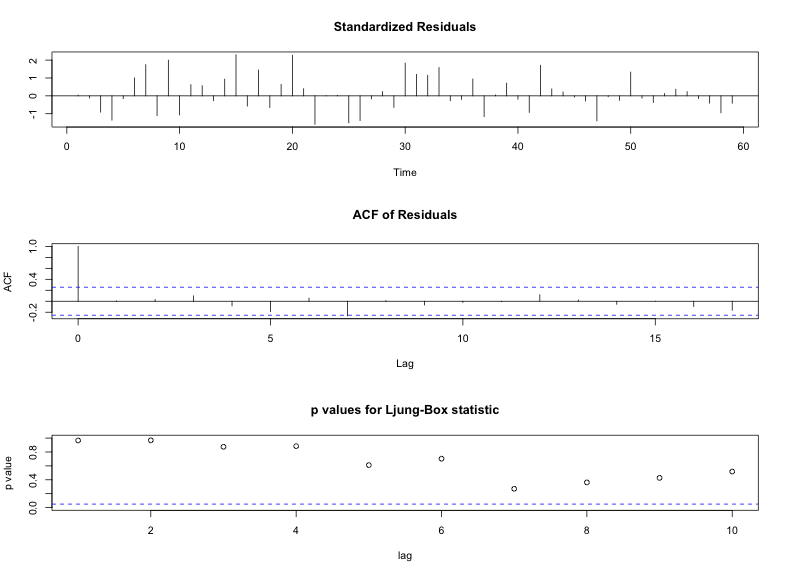 Standardized Residuals
2
1
0
-1
0 10 20 30 40 50 60
Time
ACF of Residuals
ACF
1.0
0.4
-0.2
0 5 10 15
Lag
p values for Ljung-Box statistic
p value
0.8
0.4
0.0
2 4 6 8 10
lag